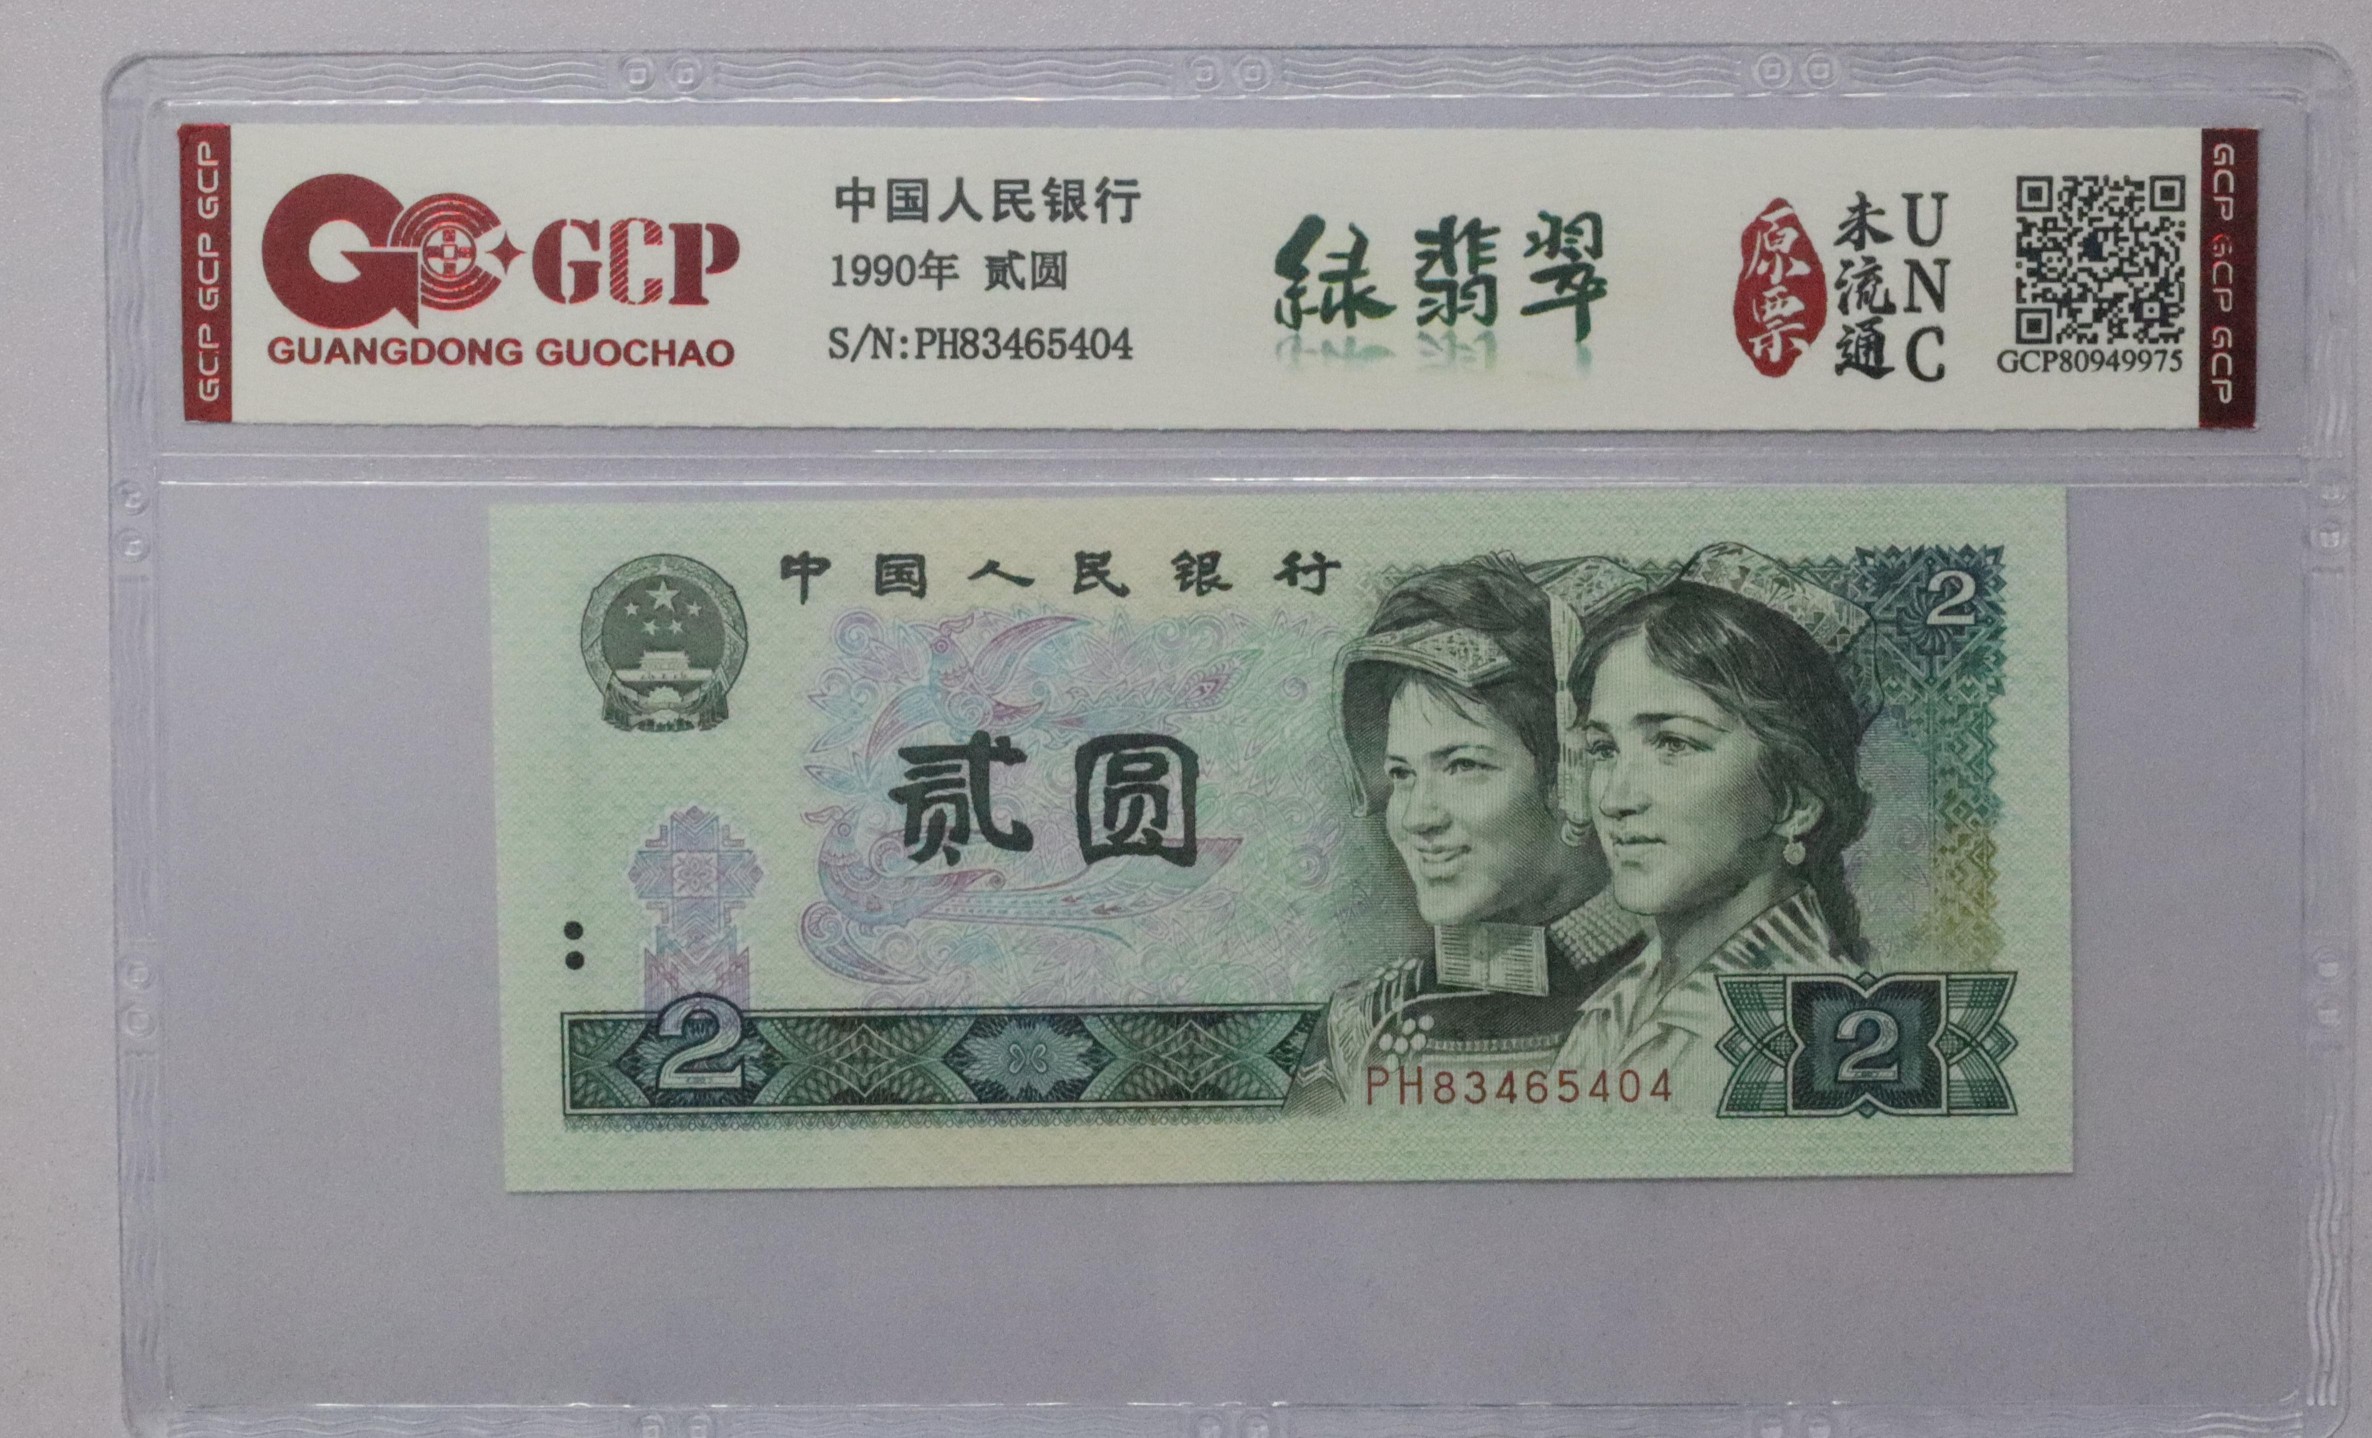 GCP GCP GCP
GCP
GUANGDONG GUOCHAO
中国人民银行
1990年 贰圆
S/N:PH83465404
绿翡翠
原票
未流通
UNC
GCP80949975
GCP GCP GCP
中国人民银行
2
贰圆
2
PH83465404
2